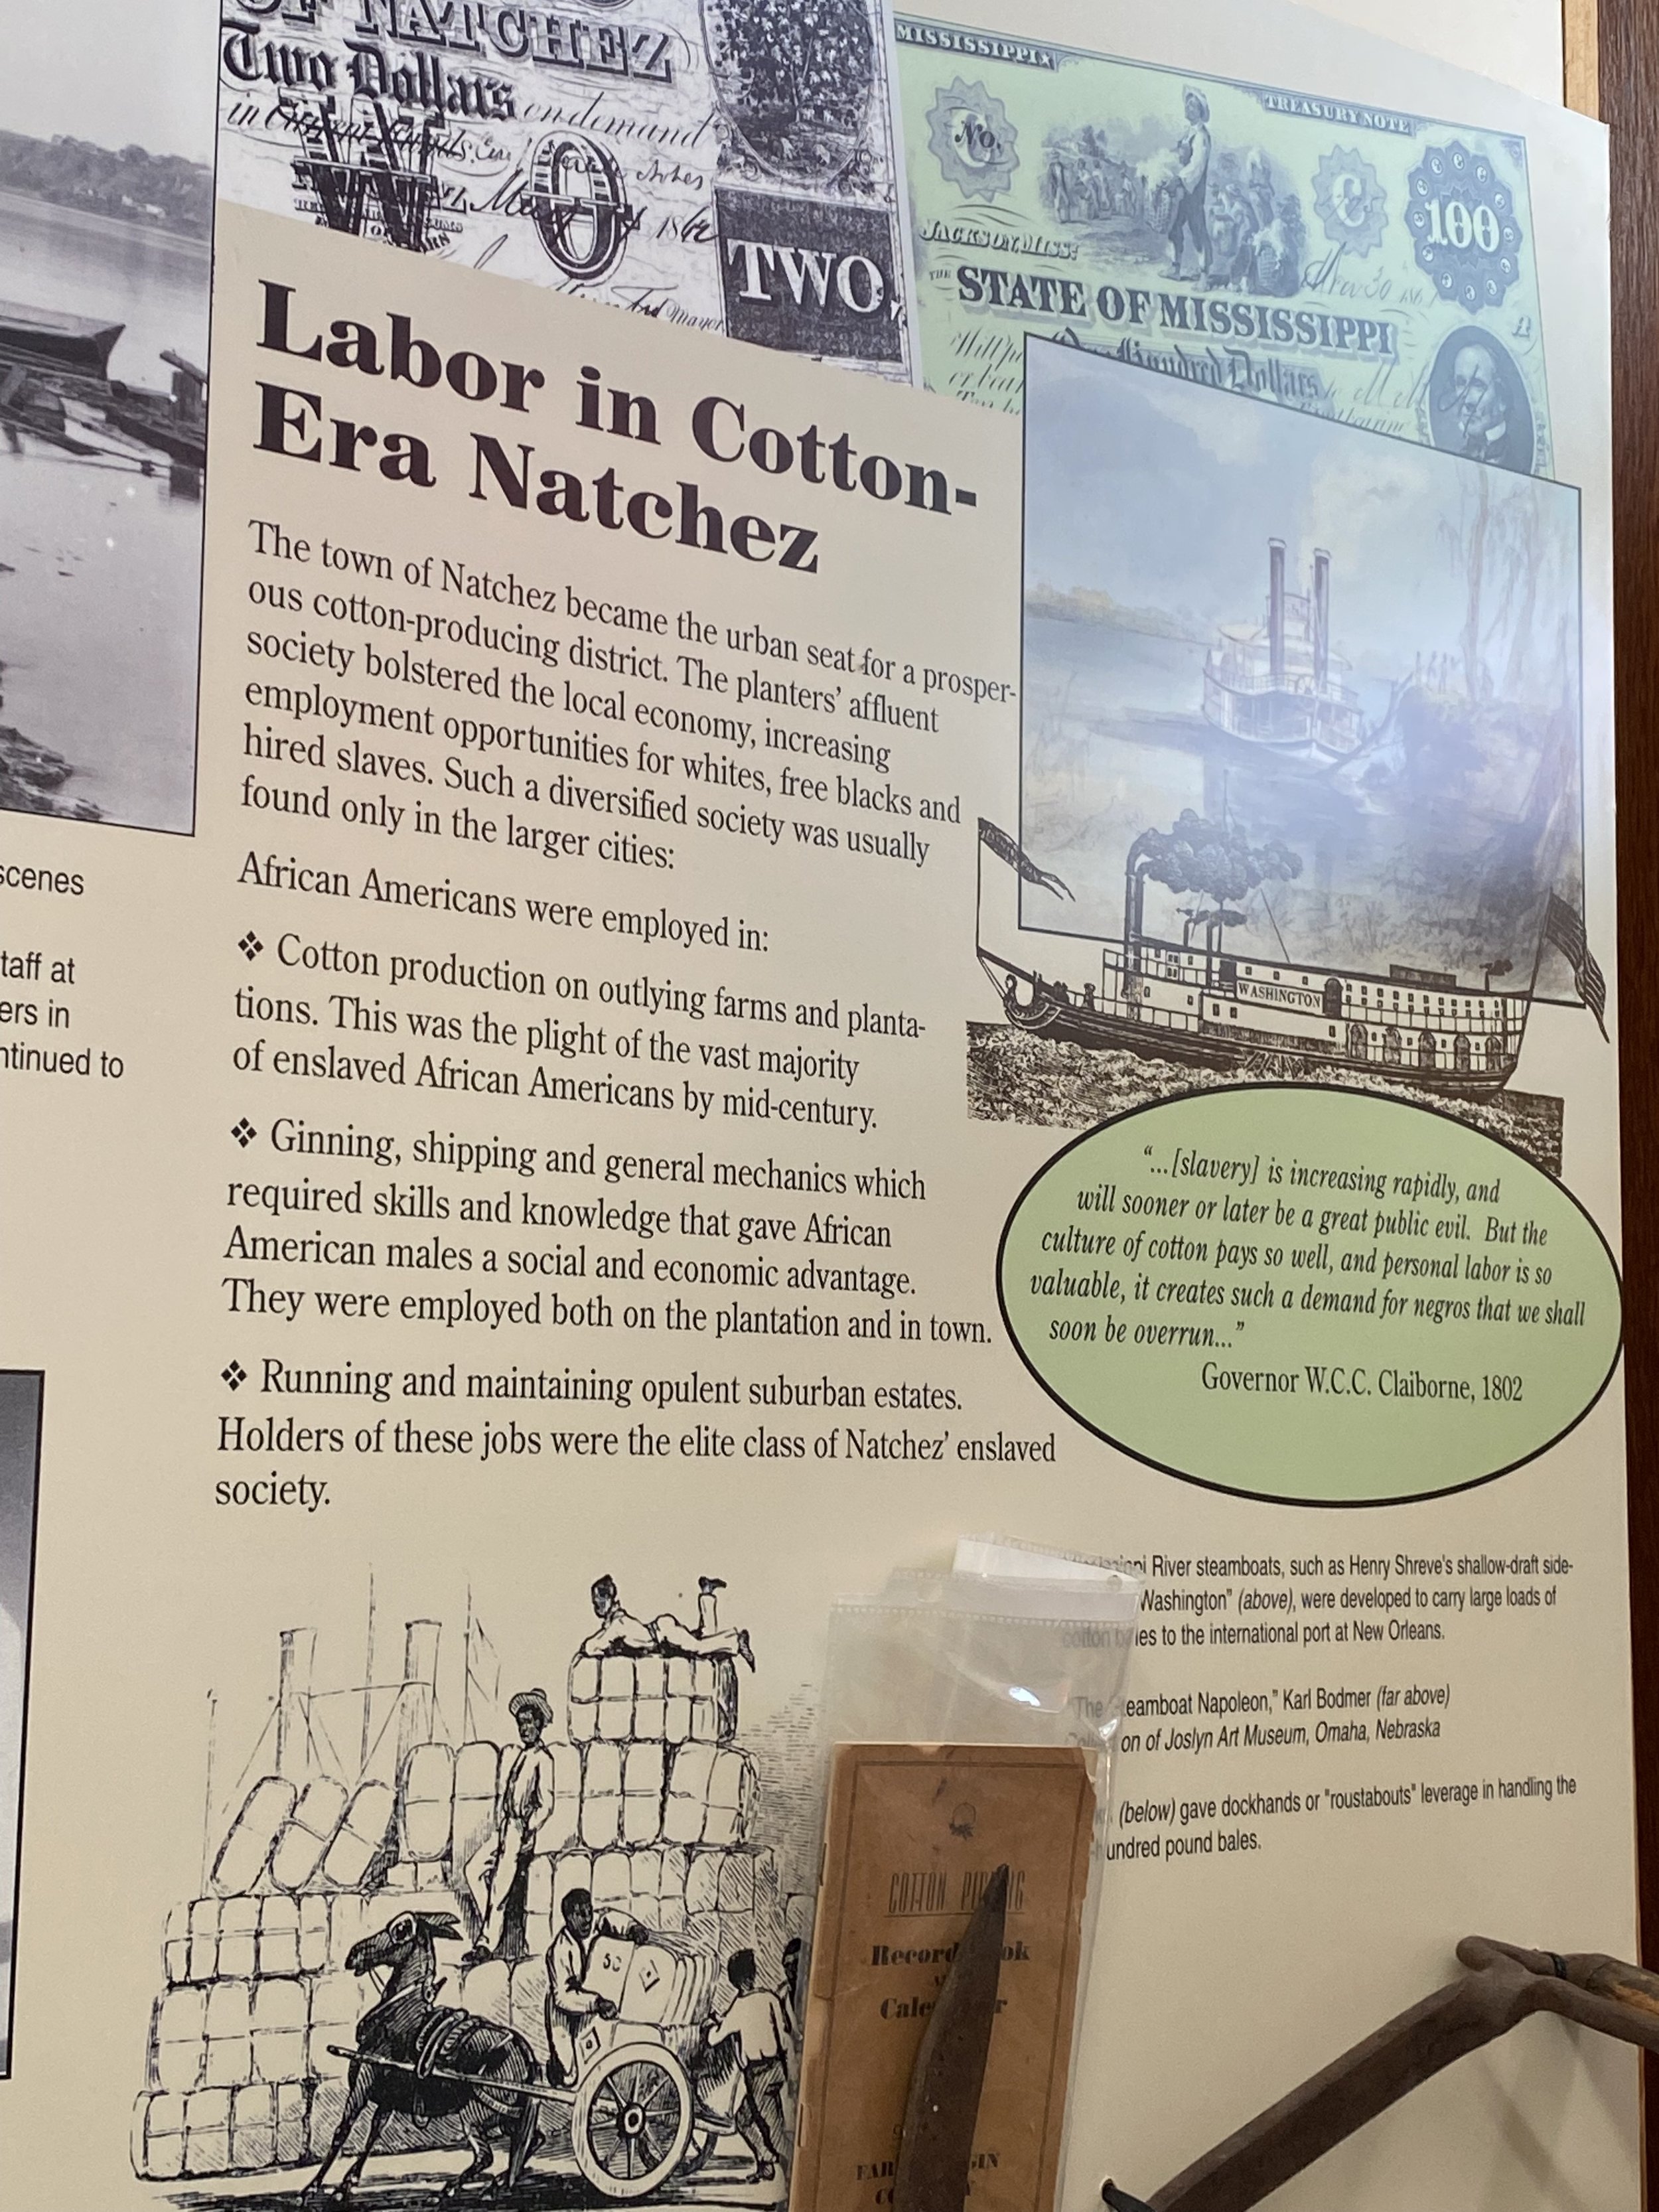 OF NATCHEZ
Two Dollars on demand
TWO
MISSISSIPPI
TREASURY NOTE
No.
C
100
JACKSON, MISS:
THE STATE OF MISSISSIPPI
One Hundred Dollars
Labor in Cotton-
Era Natchez
The town of Natchez became the urban seat for a prosper-
ous cotton-producing district. The planters' affluent
society bolstered the local economy, increasing
employment opportunities for whites, free blacks and
hired slaves. Such a diversified society was usually
found only in the larger cities:
African Americans were employed in:
❖ Cotton production on outlying farms and planta-
tions. This was the plight of the vast majority
of enslaved African Americans by mid-century.
❖ Ginning, shipping and general mechanics which
required skills and knowledge that gave African
American males a social and economic advantage.
They were employed both on the plantation and in town.
❖ Running and maintaining opulent suburban estates.
Holders of these jobs were the elite class of Natchez' enslaved
society.
scenes
taff at
ers in
ntinued to
WASHINGTON
"...[slavery] is increasing rapidly, and
will sooner or later be a great public evil. But the
culture of cotton pays so well, and personal labor is so
valuable, it creates such a demand for negros that we shall
soon be overrun..."
Governor W.C.C. Claiborne, 1802
River steamboats, such as Henry Shreve's shallow-draft side-
Washington" (above), were developed to carry large loads of
cotton bales to the international port at New Orleans.
"The Steamboat Napoleon," Karl Bodmer (far above)
on of Joslyn Art Museum, Omaha, Nebraska
(below) gave dockhands or "roustabouts" leverage in handling the
undred pound bales.
COTTON
Record